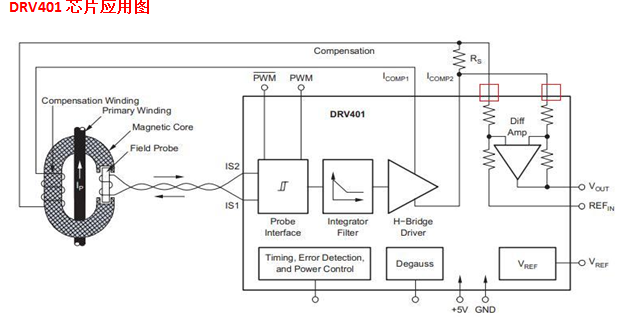 DRV401 芯片应用图
Compensation
RS
PWM
PWM
ICOMP1
ICOMP2
Compensation Winding
Primary Winding
Magnetic Core
Field Probe
DRV401
Diff
Amp
IP
IS2
IS1
Probe
Interface
Integrator
Filter
H-Bridge
Driver
VOUT
REFIN
Timing, Error Detection,
and Power Control
Degauss
VREF
VREF
+5V
GND